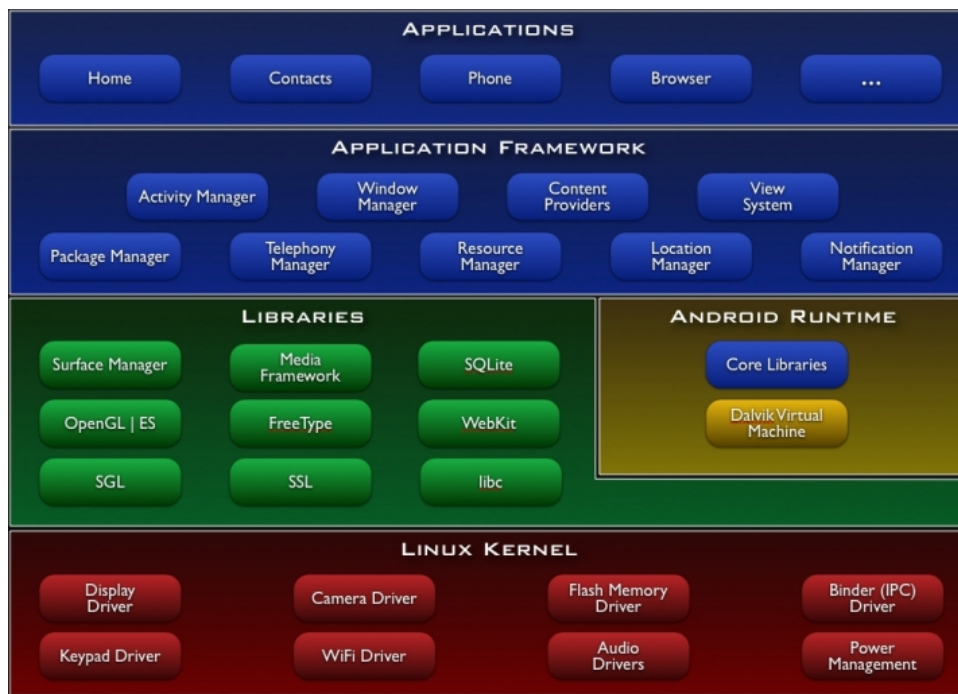 APPLICATIONS
Home
Contacts
Phone
Browser
...
APPLICATION FRAMEWORK
Activity Manager
Window
Manager
Content
Providers
View
System
Package Manager
Telephony
Manager
Resource
Manager
Location
Manager
Notification
Manager
LIBRARIES
Surface Manager
Media
Framework
SQLite
OpenGL | ES
FreeType
WebKit
SGL
SSL
libc
ANDROID RUNTIME
Core Libraries
Dalvik Virtual
Machine
LINUX KERNEL
Display
Driver
Camera Driver
Flash Memory
Driver
Binder (IPC)
Driver
Keypad Driver
WiFi Driver
Audio
Drivers
Power
Management